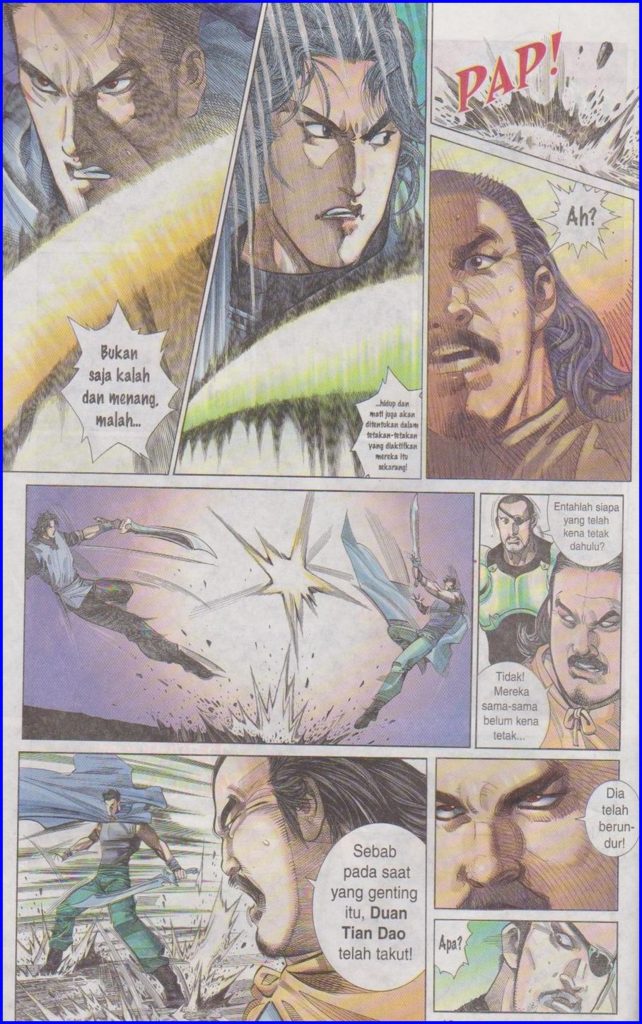 Bukan
saja kalah
dan menang,
malah...
...hidup dan
mati juga akan
ditentukan dalam
tetakan-tetakan
yang diaktifkan
mereka itu
sekarang!
PAP!
Ah?
Entahlah siapa
yang telah
kena tetak
dahulu?
Tidak!
Mereka
sama-sama
belum kena
tetak...
Sebab
pada saat
yang genting
itu, Duan
Tian Dao
telah takut!
Dia
telah
berun-
dur!
Apa?